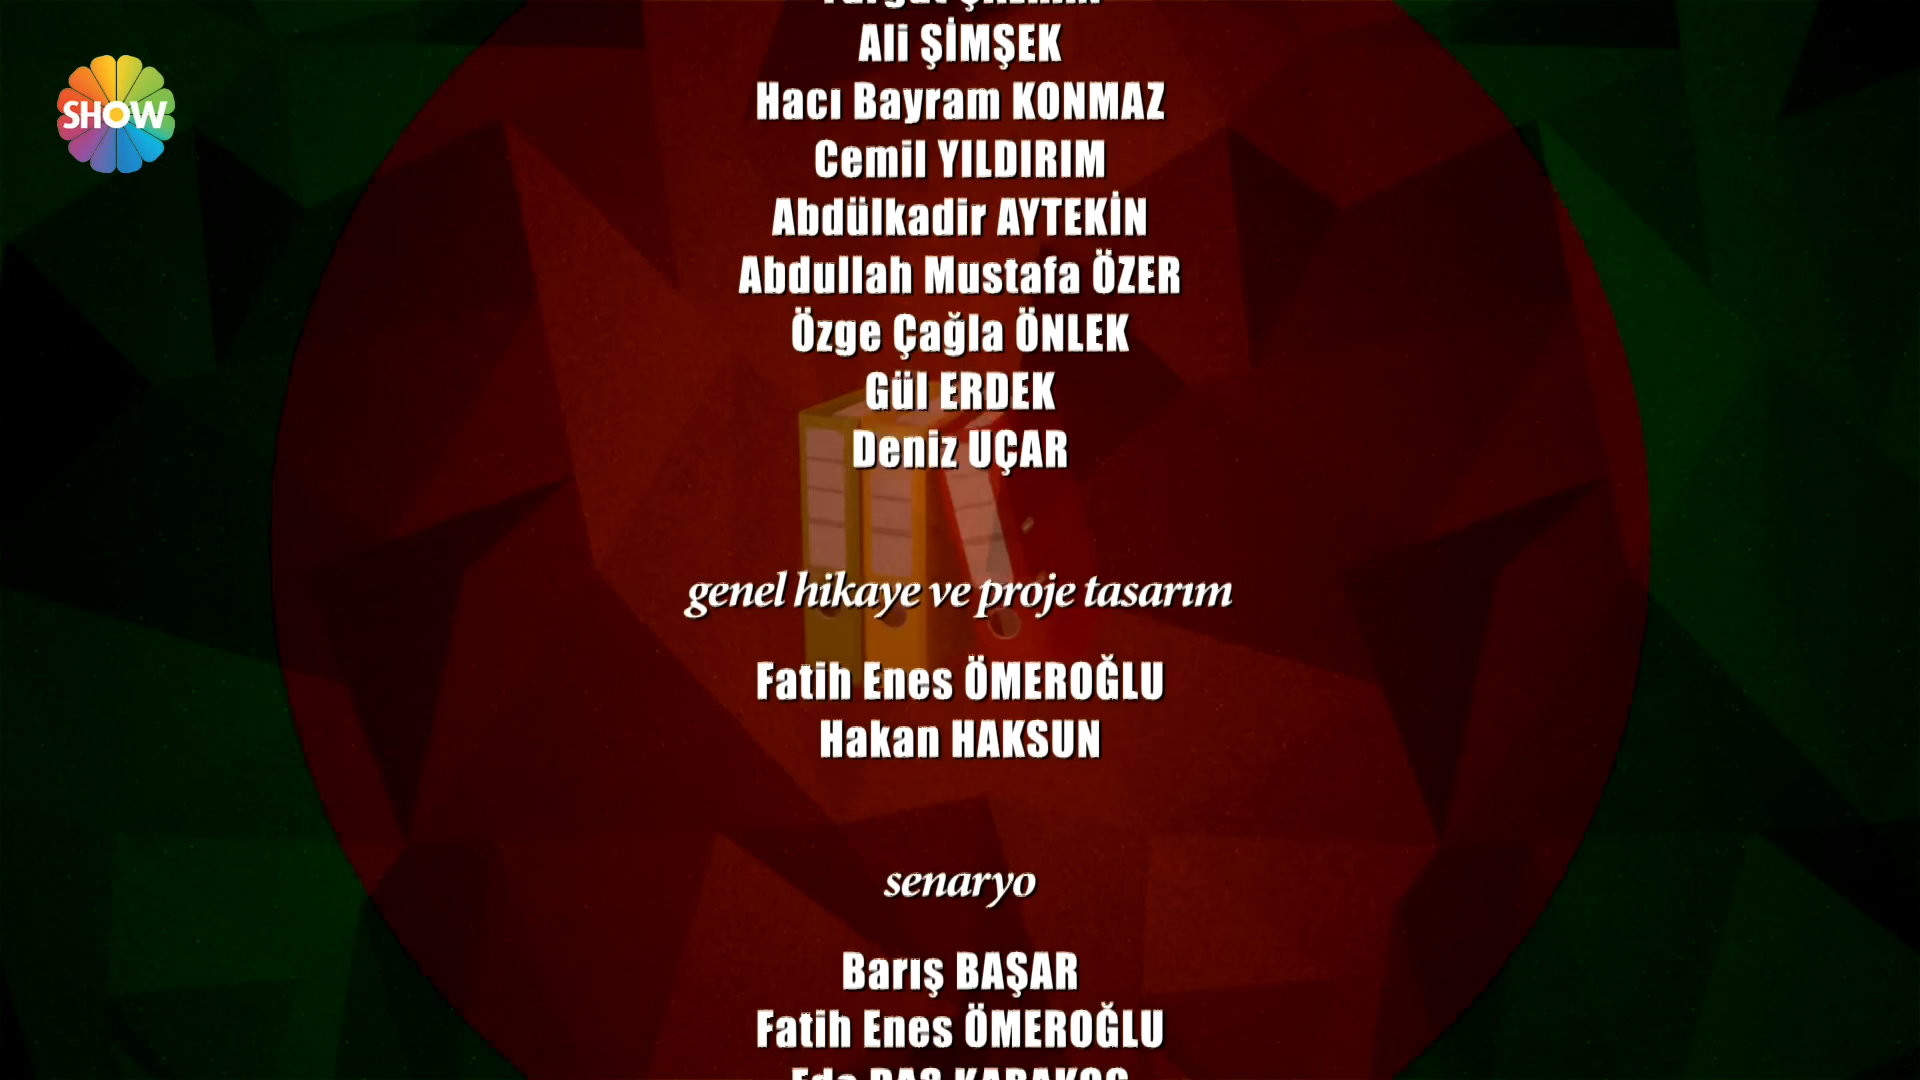 SHOW
Ali ŞİMŞEK
Hacı Bayram KONMAZ
Cemil YILDIRIM
Abdülkadir AYTEKİN
Abdullah Mustafa ÖZER
Özge Çağla ÖNLEK
Gül ERDEK
Deniz UÇAR
genel hikaye ve proje tasarım
Fatih Enes ÖMEROĞLU
Hakan HAKSUN
senaryo
Barış BAŞAR
Fatih Enes ÖMEROĞLU